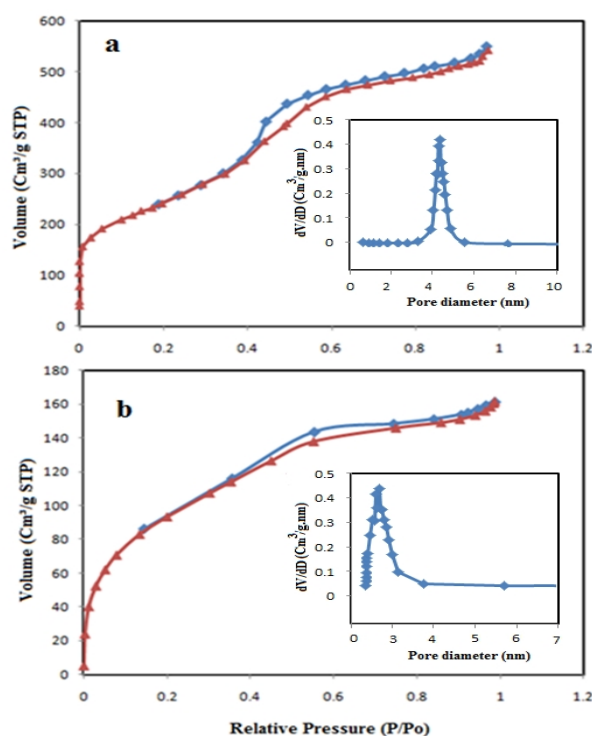 a
Volume (Cm³/g STP)
600
500
400
300
200
100
0
0 0.2 0.4 0.6 0.8 1 1.2
dV/dD (Cm³/g.nm)
0.5
0.4
0.3
0.2
0.1
0
0 2 4 6 8 10
Pore diameter (nm)
b
Volume (Cm³/g STP)
180
160
140
120
100
80
60
40
20
0
0 0.2 0.4 0.6 0.8 1 1.2
dV/dD (Cm³/g.nm)
0.5
0.4
0.3
0.2
0.1
0
0 2 3 4 5 6 7
Pore diameter (nm)
Relative Pressure (P/Po)